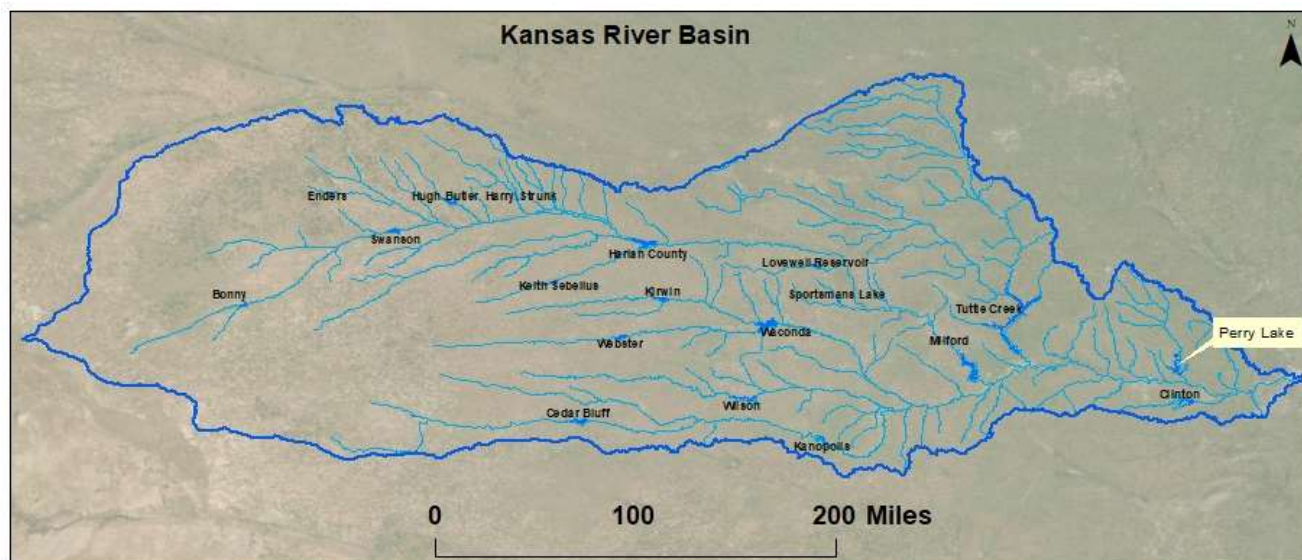 Kansas River Basin
N
Enders
Hugh Butler
Harry Strunk
Swanson
Harlan County
Lovewell Reservoir
Bonny
Keith Sebelius
Kirwin
Sportsmans Lake
Tuttle Creek
Waconda
Webster
Milford
Perry Lake
Clinton
Wilson
Cedar Bluff
Kanopolis
0 100 200 Miles